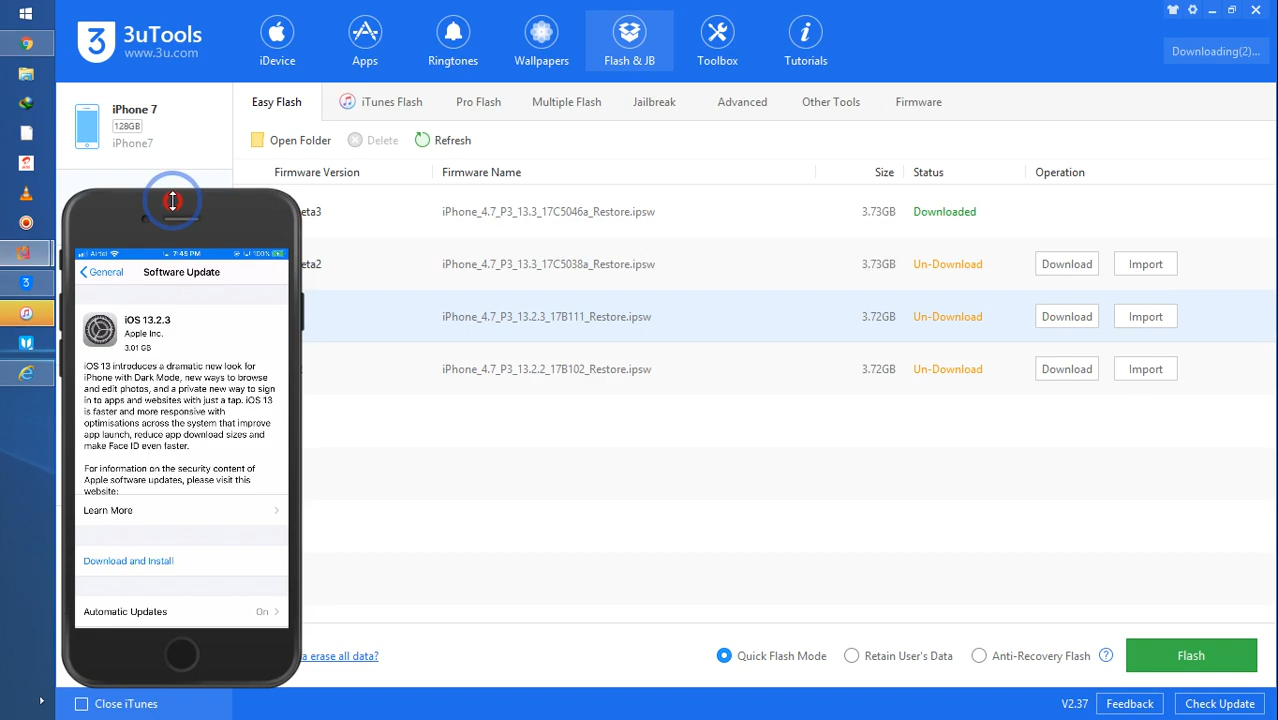 3
3uTools
www.3u.com
iDevice
Apps
Ringtones
Wallpapers
Flash & JB
Toolbox
i
Tutorials
Downloading(2)...
iPhone 7
128GB
iPhone7
Easy Flash
iTunes Flash
Pro Flash
Multiple Flash
Jailbreak
Advanced
Other Tools
Firmware
Open Folder
Delete
Refresh
Firmware Version
Firmware Name
Size
Status
Operation
eta3
iPhone_4.7_P3_13.3_17C5046a_Restore.ipsw
3.73GB
Downloaded
eta2
iPhone_4.7_P3_13.3_17C5038a_Restore.ipsw
3.73GB
Un-Download
Download
Import
iPhone_4.7_P3_13.2.3_17B111_Restore.ipsw
3.72GB
Un-Download
Download
Import
iPhone_4.7_P3_13.2.2_17B102_Restore.ipsw
3.72GB
Un-Download
Download
Import
Airtel
7:45 PM
100%
General
Software Update
iOS 13.2.3
Apple Inc.
3.01 GB
iOS 13 introduces a dramatic new look for
iPhone with Dark Mode, new ways to browse
and edit photos, and a private new way to sign
in to apps and websites with just a tap. iOS 13
is faster and more responsive with
optimisations across the system that improve
app launch, reduce app download sizes and
make Face ID even faster.
For information on the security content of
Apple software updates, please visit this
website:
Learn More
Download and Install
Automatic Updates
On
a erase all data?
Quick Flash Mode
Retain User's Data
Anti-Recovery Flash
?
Flash
Close iTunes
V2.37
Feedback
Check Update